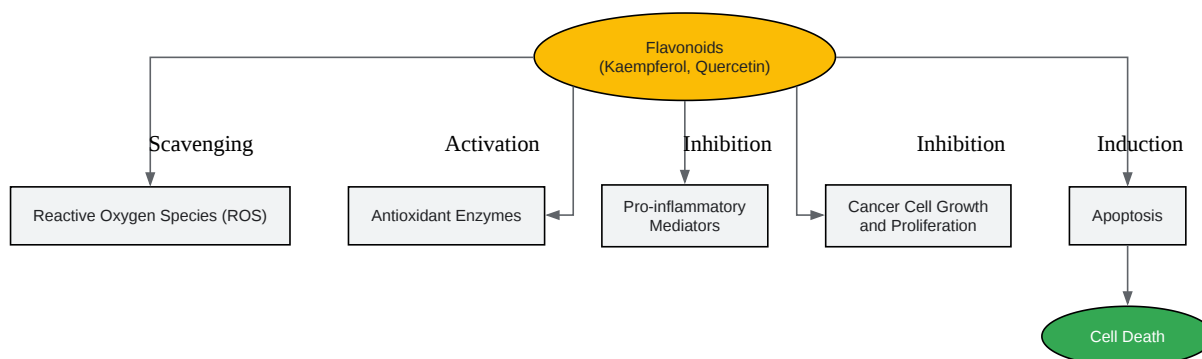 Flavonoids
(Kaempferol, Quercetin)
Scavenging
Activation
Inhibition
Inhibition
Induction
Reactive Oxygen Species (ROS)
Antioxidant Enzymes
Pro-inflammatory
Mediators
Cancer Cell Growth
and Proliferation
Apoptosis
Cell Death